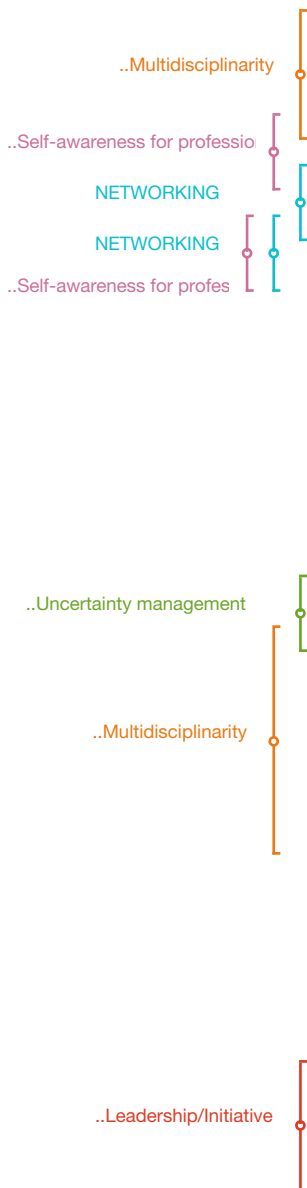 ..Multidisciplinarity
..Self-awareness for professio
NETWORKING
NETWORKING
..Self-awareness for profes
..Uncertainty management
..Multidisciplinarity
..Leadership/Initiative